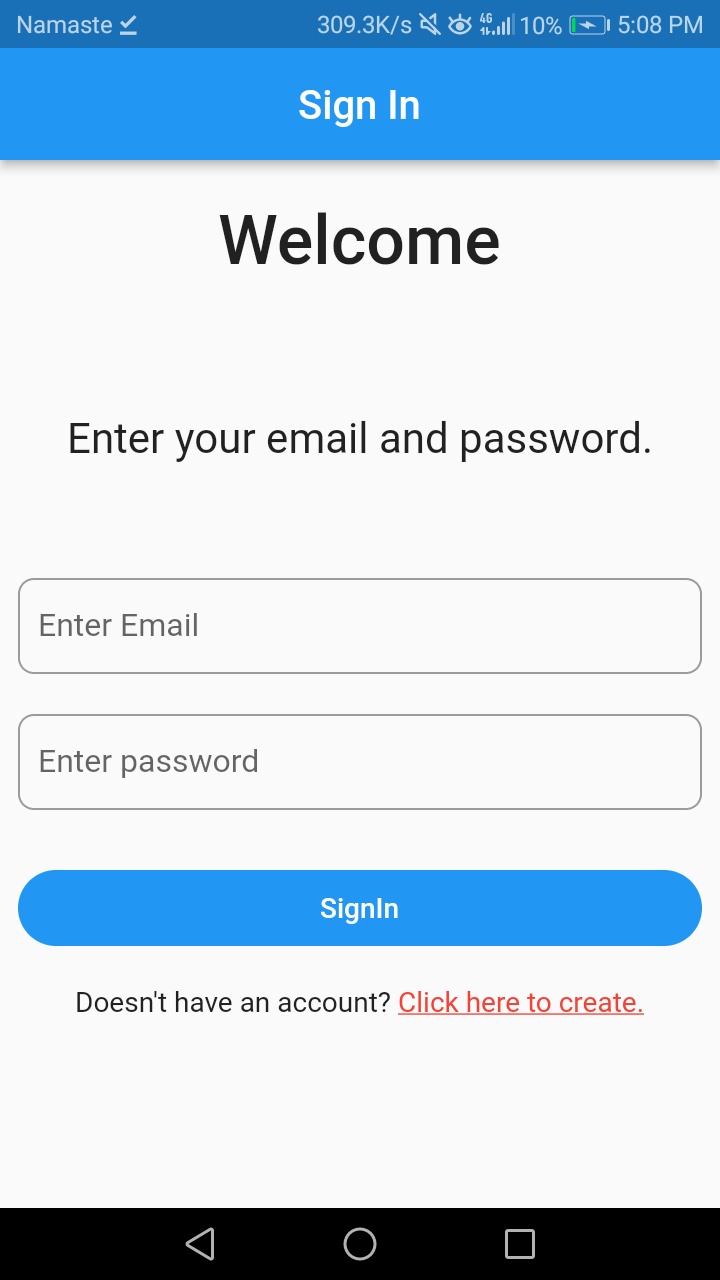 Namaste 309.3K/s 4G 10% 5:08 PM
Sign In
Welcome
Enter your email and password.
Enter Email
Enter password
SignIn
Doesn't have an account? Click here to create.